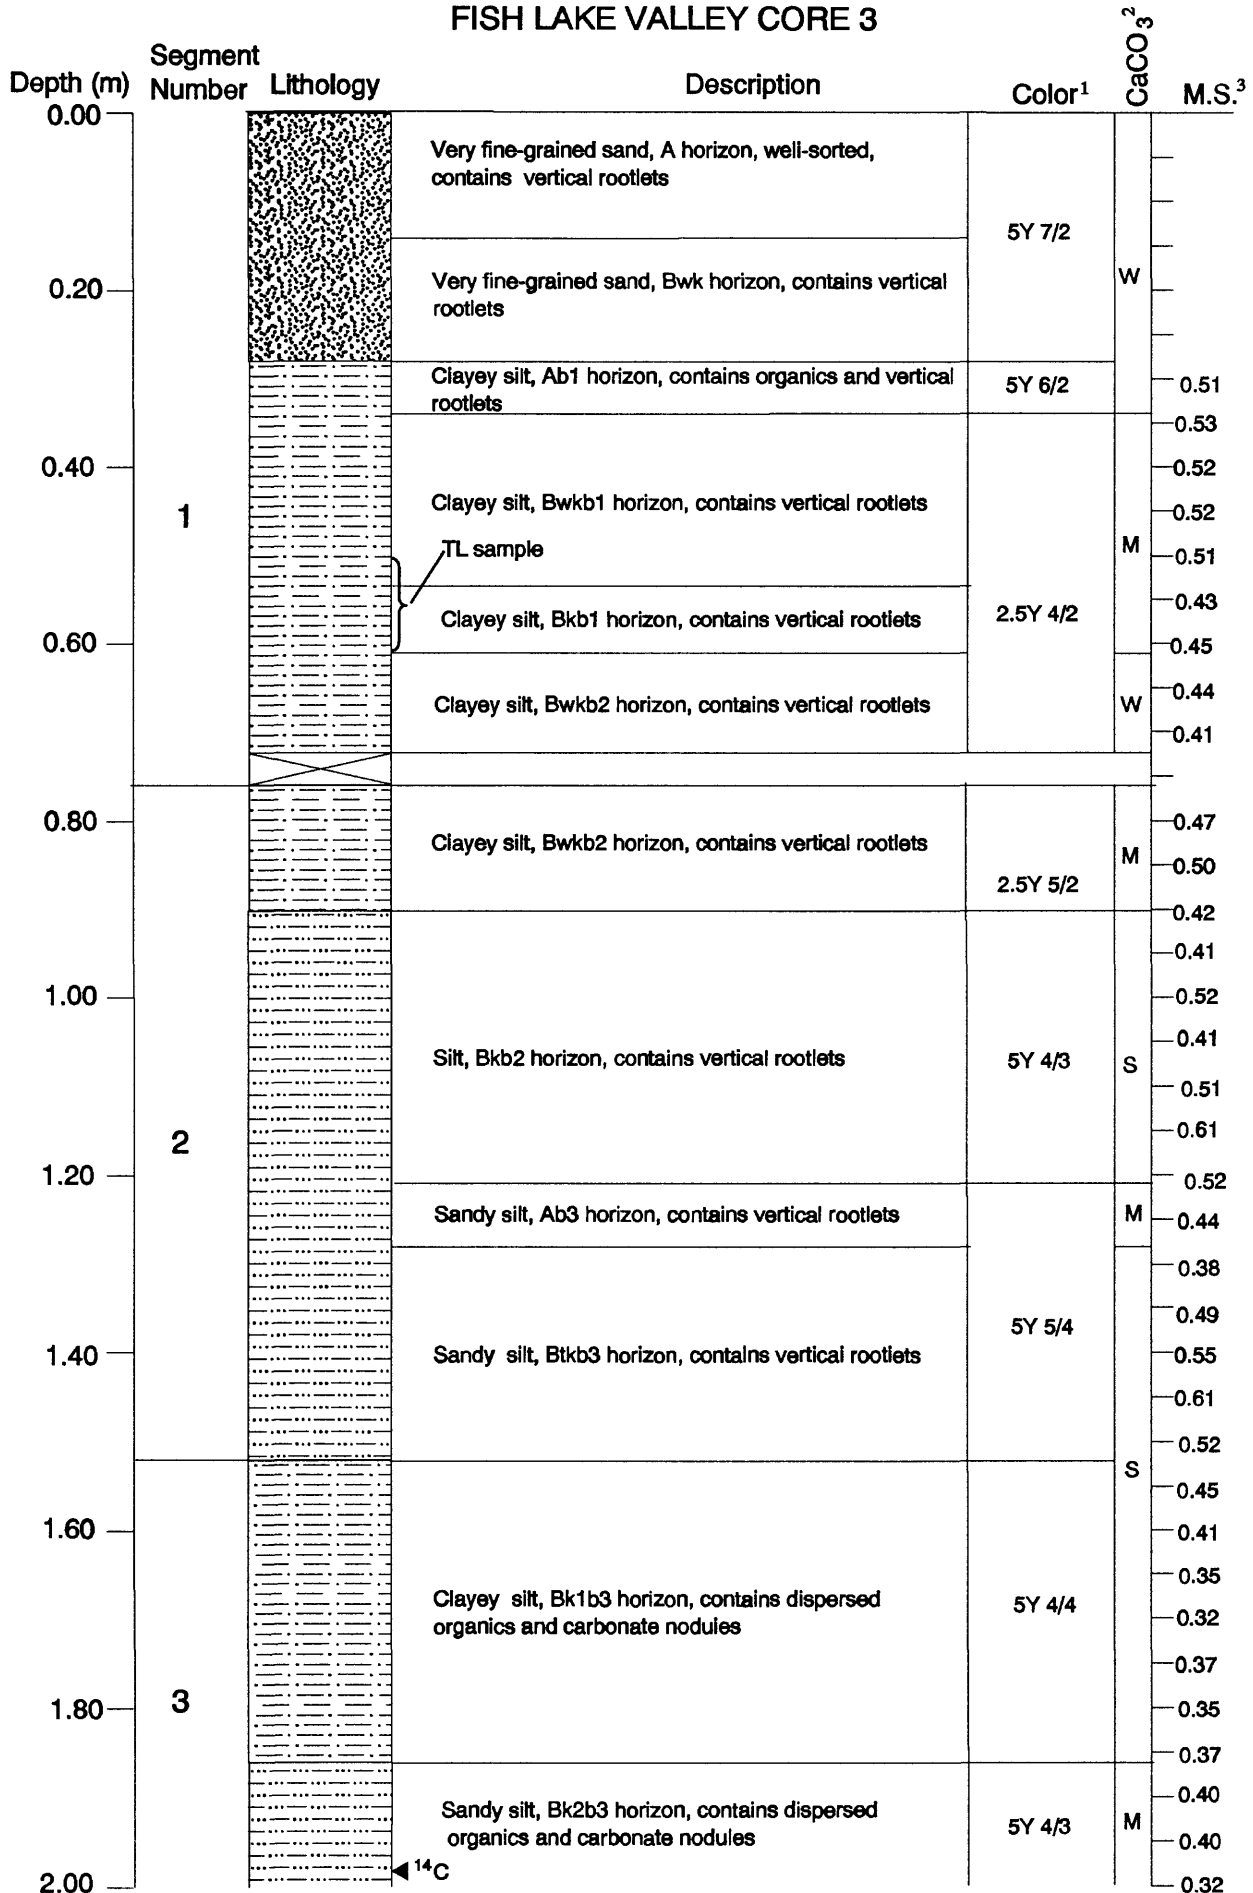 FISH LAKE VALLEY CORE 3
Depth (m)
Segment
Number
Lithology
Description
Color¹
CaCO₃²
M.S.³
0.00
Very fine-grained sand, A horizon, well-sorted,
contains vertical rootlets
5Y 7/2
0.20
Very fine-grained sand, Bwk horizon, contains vertical
rootlets
W
Clayey silt, Ab1 horizon, contains organics and vertical
rootlets
5Y 6/2
0.51
0.53
0.40
0.52
1
Clayey silt, Bwkb1 horizon, contains vertical rootlets
0.52
TL sample
M
0.51
Clayey silt, Bkb1 horizon, contains vertical rootlets
2.5Y 4/2
0.43
0.60
0.45
0.44
Clayey silt, Bwkb2 horizon, contains vertical rootlets
W
0.41
0.80
0.47
Clayey silt, Bwkb2 horizon, contains vertical rootlets
M
0.50
2.5Y 5/2
0.42
0.41
1.00
0.52
0.41
Silt, Bkb2 horizon, contains vertical rootlets
5Y 4/3
S
0.51
2
0.61
1.20
0.52
Sandy silt, Ab3 horizon, contains vertical rootlets
M
0.44
0.38
0.49
5Y 5/4
1.40
Sandy silt, Btkb3 horizon, contains vertical rootlets
0.55
0.61
0.52
S
0.45
1.60
0.41
0.35
Clayey silt, Bk1b3 horizon, contains dispersed
organics and carbonate nodules
5Y 4/4
0.32
0.37
3
1.80
0.35
0.37
0.40
Sandy silt, Bk2b3 horizon, contains dispersed
organics and carbonate nodules
5Y 4/3
M
0.40
¹⁴C
2.00
0.32